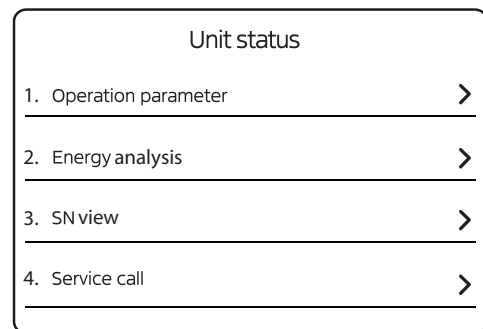 Unit status
1. Operation parameter
2. Energy analysis
3. SN view
4. Service call